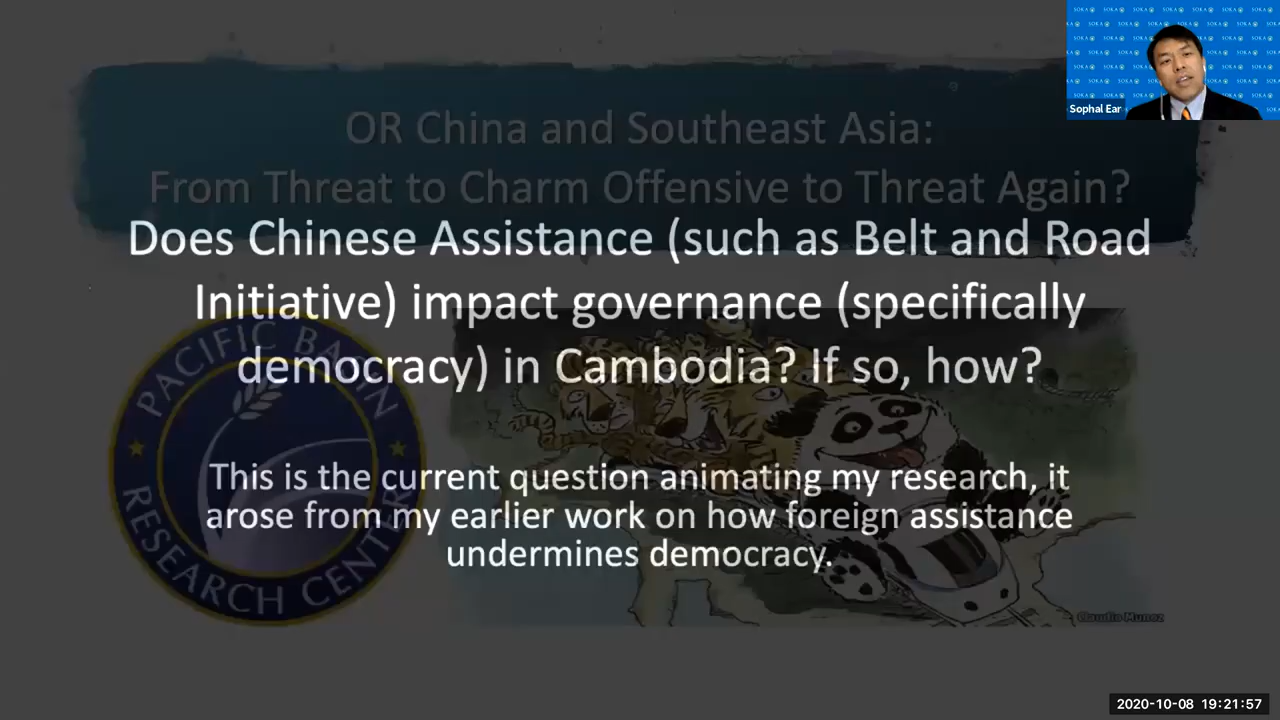 SOKA
Sophal Ear
OR China and Southeast Asia:
From Threat to Charm Offensive to Threat Again?
Does Chinese Assistance (such as Belt and Road
Initiative) impact governance (specifically
democracy) in Cambodia? If so, how?
This is the current question animating my research, it
arose from my earlier work on how foreign assistance
undermines democracy.
PACIFIC BASIN
RESEARCH CENTER
Claudio Munoz
2020-10-08 19:21:57